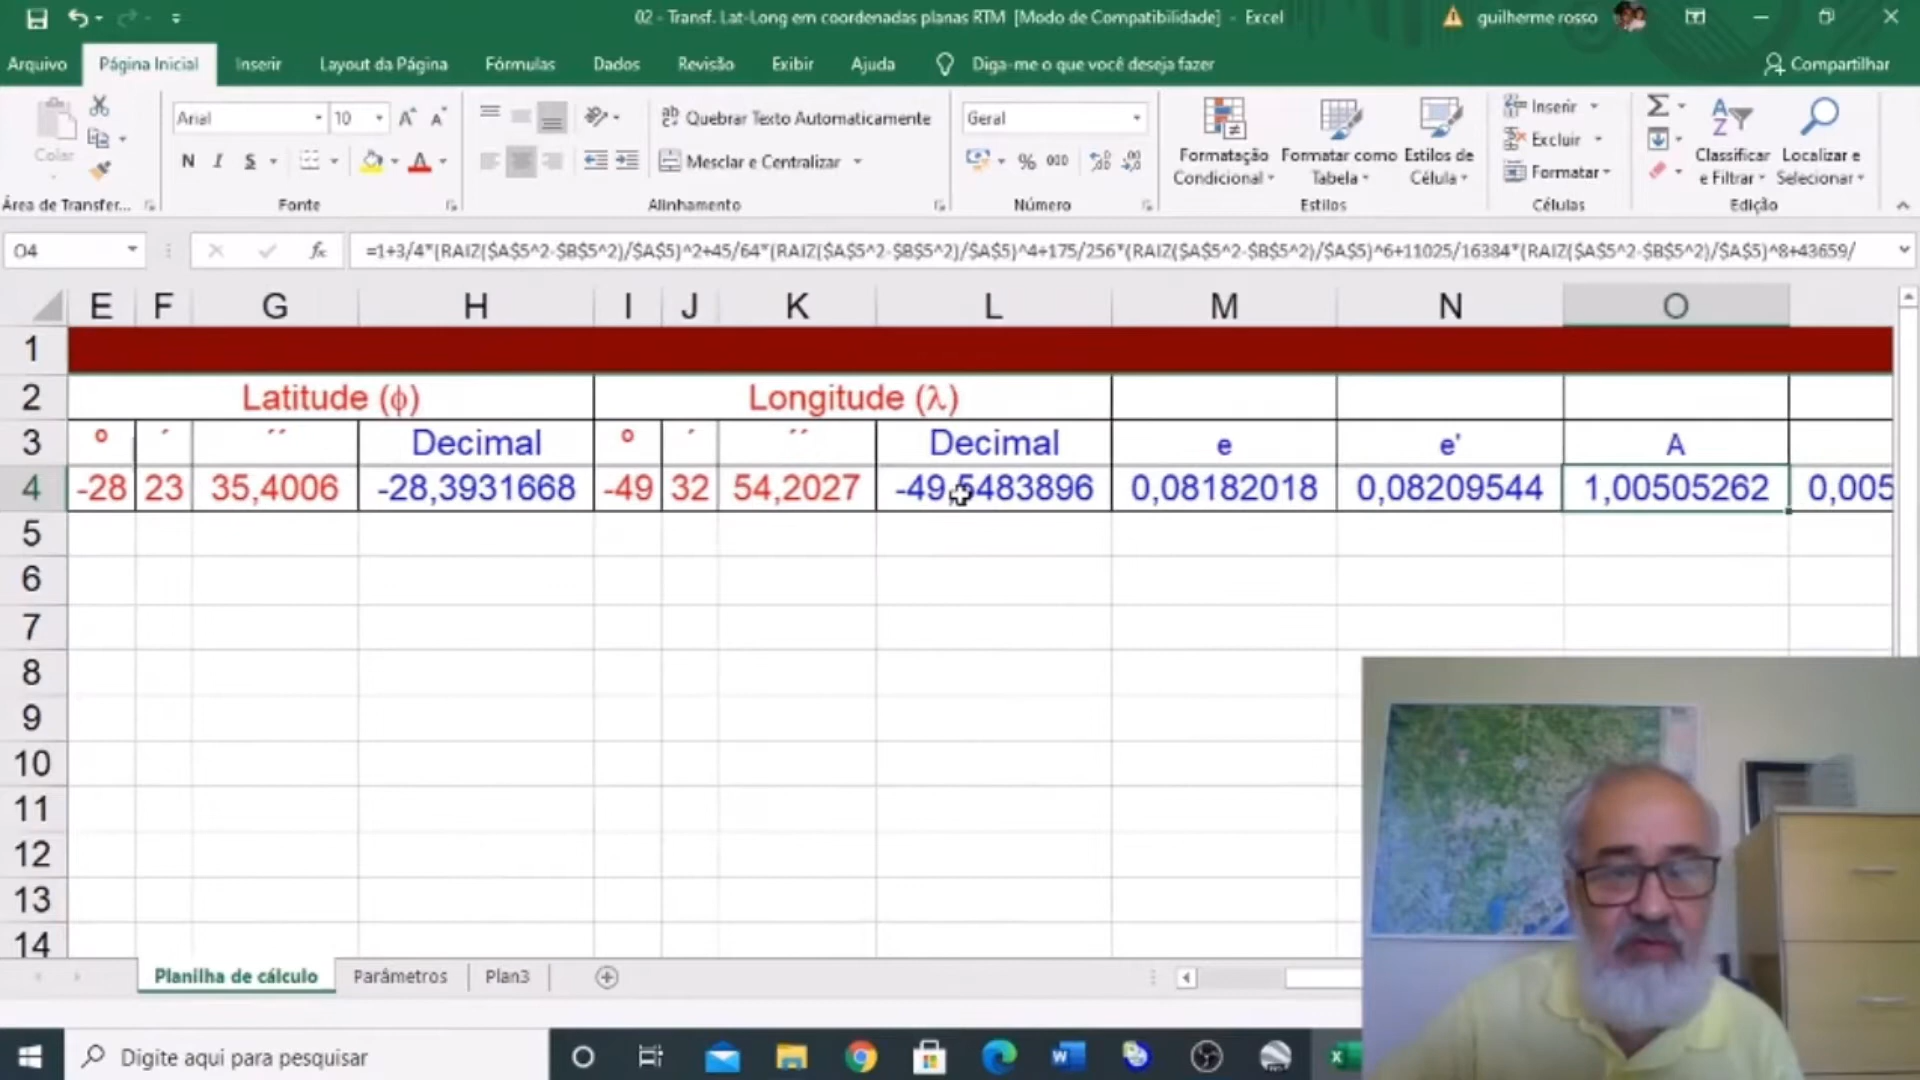 02 - Transf. Lat-Long em coordenadas planas RTM [Modo de Compatibilidade] - Excel
guilherme rosso
Arquivo Página Inicial Inserir Layout da Página Fórmulas Dados Revisão Exibir Ajuda Diga-me o que você deseja fazer Compartilhar
Colar
Arial 10
N I S
Quebrar Texto Automaticamente
Mesclar e Centralizar
Geral
% 000
Formatação Condicional
Formatar como Tabela
Estilos de Célula
Inserir
Excluir
Formatar
Classificar e Filtrar
Localizar e Selecionar
Área de Transfer... Fonte Alinhamento Número Estilos Células Edição
O4 fx =1+3/4*(RAIZ($A$5^2-$B$5^2)/$A$5)^2+45/64*(RAIZ($A$5^2-$B$5^2)/$A$5)^4+175/256*(RAIZ($A$5^2-$B$5^2)/$A$5)^6+11025/16384*(RAIZ($A$5^2-$B$5^2)/$A$5)^8+43659/
E F G H I J K L M N O
1
2 Latitude (ϕ) Longitude (λ)
3 º ´ ´´ Decimal º ´ ´´ Decimal e e' A
4 -28 23 35,4006 -28,3931668 -49 32 54,2027 -49,5483896 0,08182018 0,08209544 1,00505262 0,005
5
6
7
8
9
10
11
12
13
14
Planilha de cálculo Parâmetros Plan3
Digite aqui para pesquisar